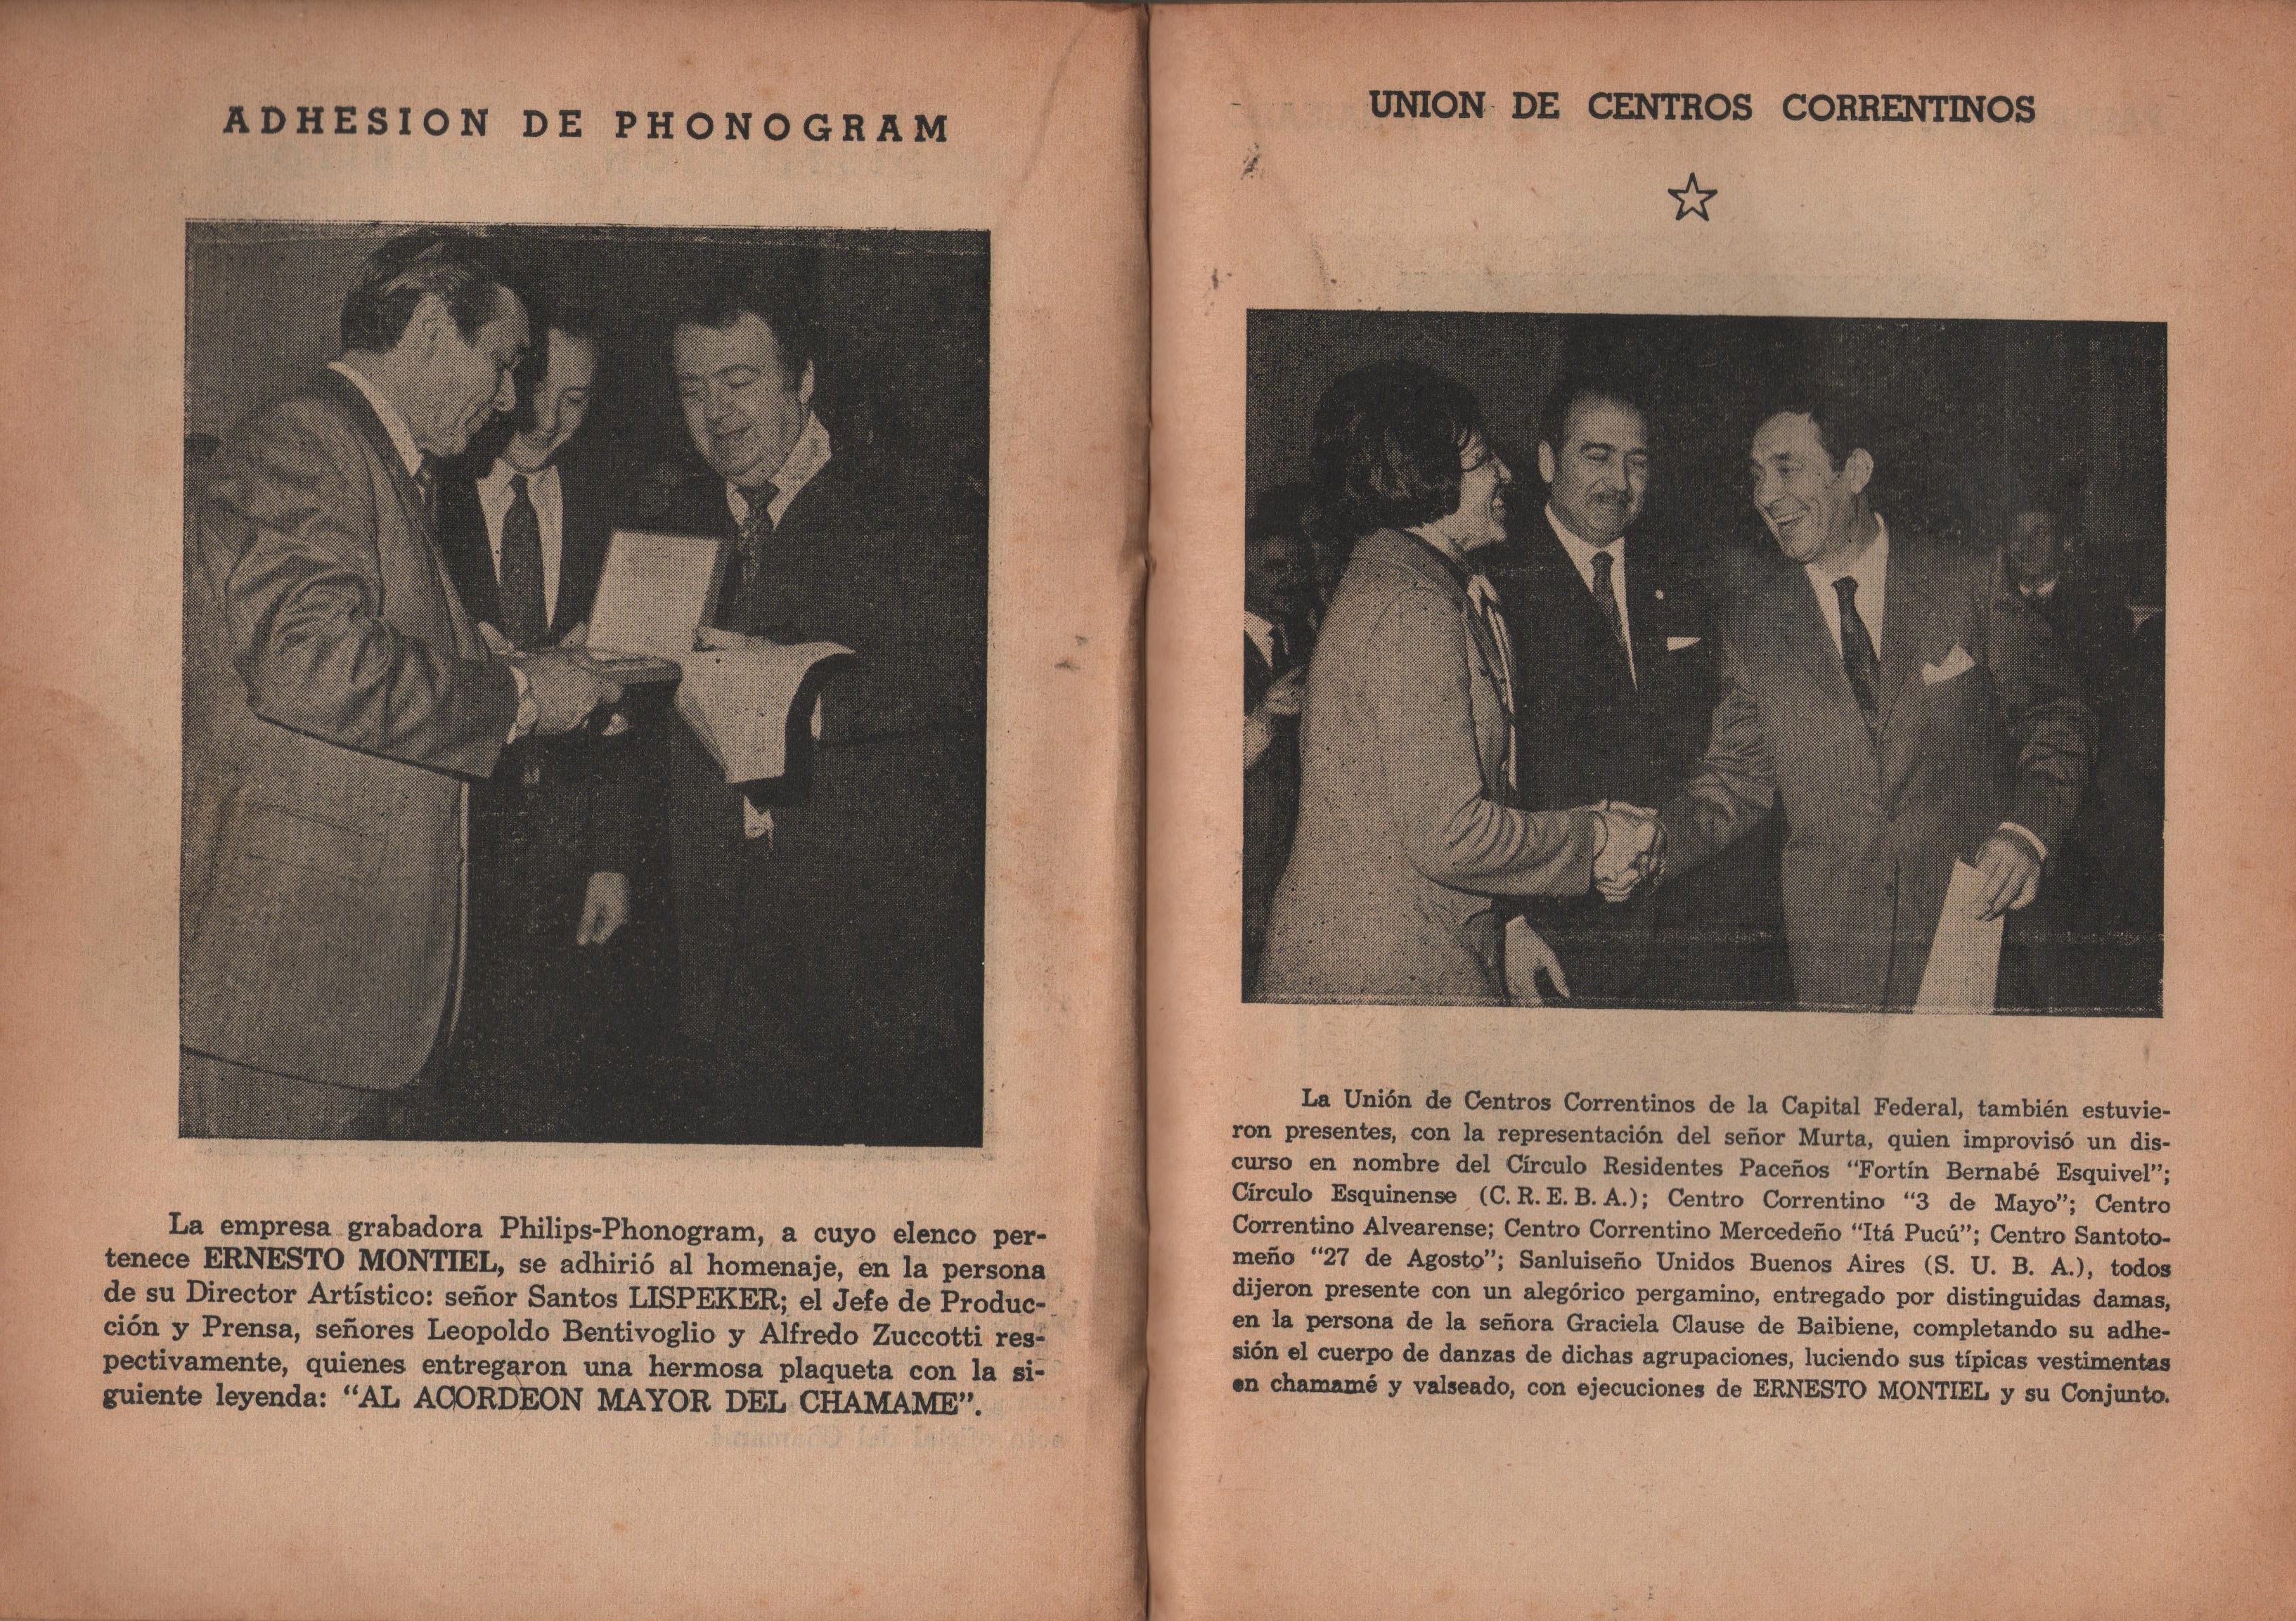 ADHESION DE PHONOGRAM
La empresa grabadora Philips-Phonogram, a cuyo elenco per-
tenece ERNESTO MONTIEL, se adhirió al homenaje, en la persona
de su Director Artístico: señor Santos LISPEKER; el Jefe de Produc-
ción y Prensa, señores Leopoldo Bentivoglio y Alfredo Zuccotti res-
pectivamente, quienes entregaron una hermosa plaqueta con la si-
guiente leyenda: “AL ACORDEON MAYOR DEL CHAMAME”.
UNION DE CENTROS CORRENTINOS
La Unión de Centros Correntinos de la Capital Federal, también estuvie-
ron presentes, con la representación del señor Murta, quien improvisó un dis-
curso en nombre del Círculo Residentes Paceños “Fortín Bernabé Esquivel”;
Círculo Esquinense (C. R. E. B. A.); Centro Correntino “3 de Mayo”; Centro
Correntino Alvearense; Centro Correntino Mercedeño “Itá Pucú”; Centro Santoto-
meño “27 de Agosto”; Sanluiseño Unidos Buenos Aires (S. U. B. A.), todos
dijeron presente con un alegórico pergamino, entregado por distinguidas damas,
en la persona de la señora Graciela Clause de Baibiene, completando su adhe-
sión el cuerpo de danzas de dichas agrupaciones, luciendo sus típicas vestimentas
en chamamé y valseado, con ejecuciones de ERNESTO MONTIEL y su Conjunto.